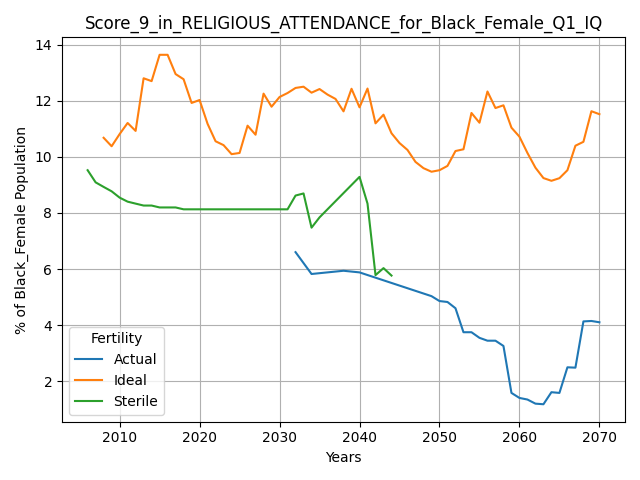 Score_9_in_RELIGIOUS_ATTENDANCE_for_Black_Female_Q1_IQ
% of Black_Female Population
14
12
10
8
6
4
2
Fertility
Actual
Ideal
Sterile
2010 2020 2030 2040 2050 2060 2070
Years